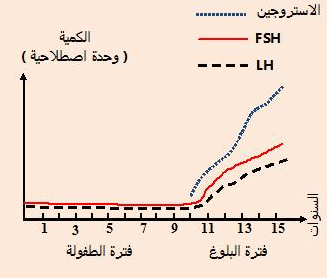 الاستروجين
FSH
LH
الكمية
( وحدة اصطلاحية )
1 3 5 7 9 11 13 15
السنوات
فترة الطفولة
فترة البلوغ